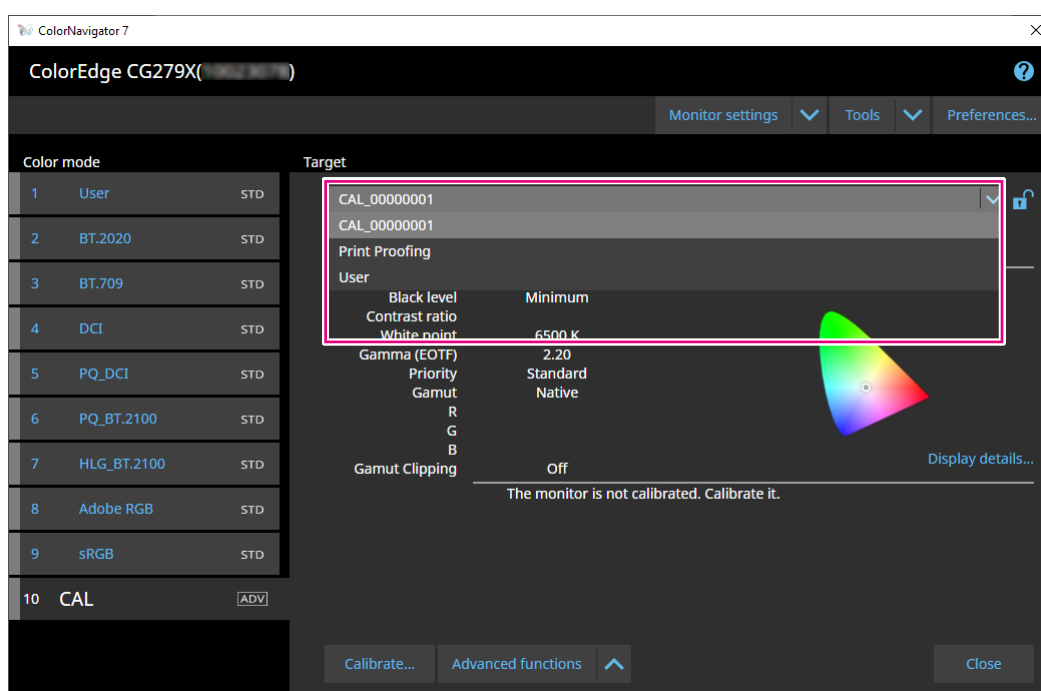 ColorNavigator 7
ColorEdge CG279X( )
Monitor settings Tools Preferences...
Color mode
Target
1 User STD
2 BT.2020 STD
3 BT.709 STD
4 DCI STD
5 PQ_DCI STD
6 PQ_BT.2100 STD
7 HLG_BT.2100 STD
8 Adobe RGB STD
9 sRGB STD
10 CAL ADV
CAL_00000001
CAL_00000001
Print Proofing
User
Black level Minimum
Contrast ratio
White point 6500 K
Gamma (EOTF) 2.20
Priority Standard
Gamut Native
R
G
B
Gamut Clipping Off
Display details...
The monitor is not calibrated. Calibrate it.
Calibrate... Advanced functions Close